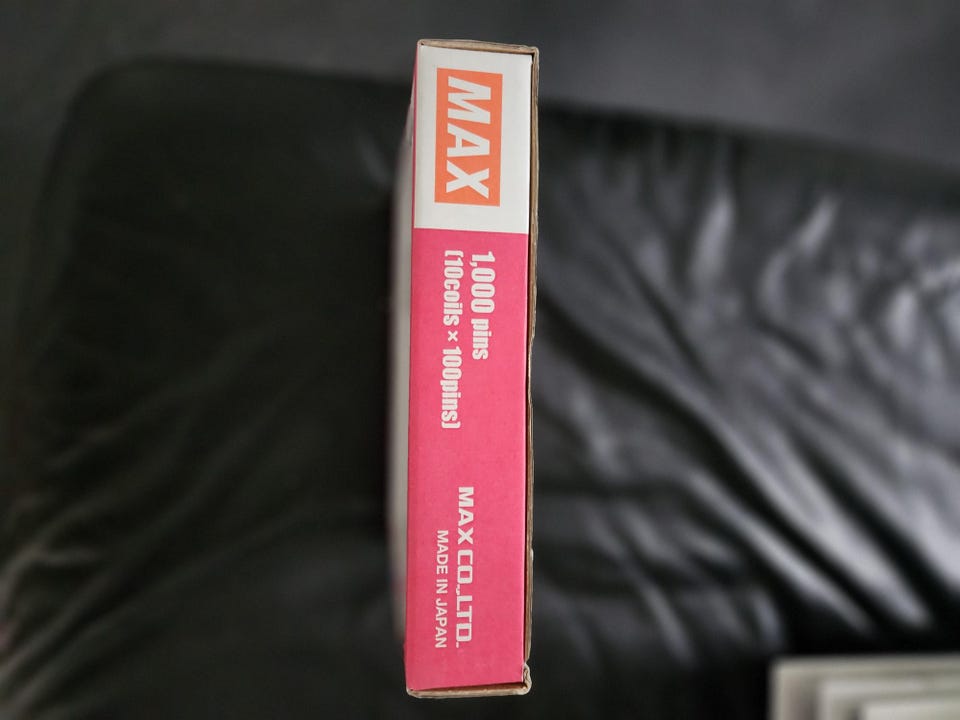 MAX
1,000 pins
(10coils × 100pins)
MAX CO.,LTD.
MADE IN JAPAN